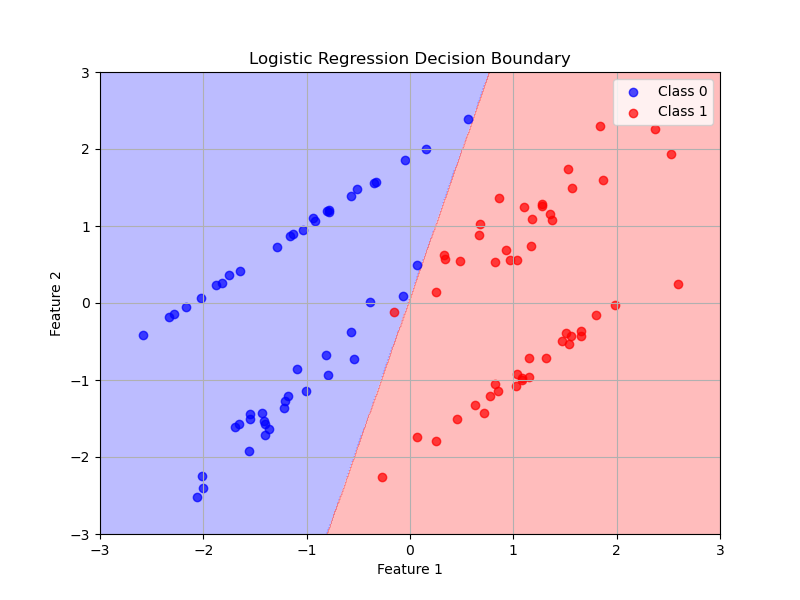 Logistic Regression Decision Boundary
Class 0
Class 1
3
2
1
0
−1
−2
−3
Feature 2
−3
−2
−1
0
1
2
3
Feature 1